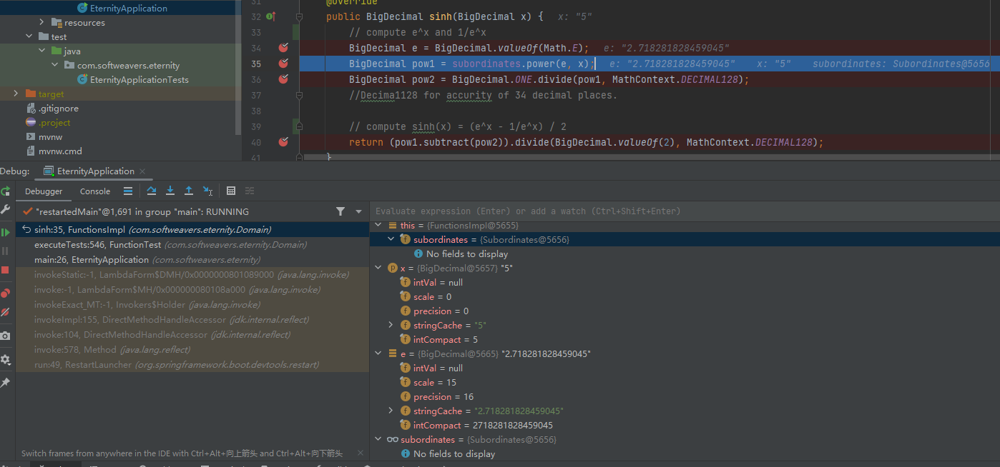 EternityApplication
resources
test
java
com.softweavers.eternity
EternityApplicationTests
target
.gitignore
.project
mvnw
mvnw.cmd
31 @Override
32 public BigDecimal sinh(BigDecimal x) { x: "5"
33 // compute e^x and 1/e^x
34 BigDecimal e = BigDecimal.valueOf(Math.E); e: "2.718281828459045"
35 BigDecimal pow1 = subordinates.power(e, x); e: "2.718281828459045" x: "5" subordinates: Subordinates@5656
36 BigDecimal pow2 = BigDecimal.ONE.divide(pow1, MathContext.DECIMAL128);
37 //Decima1128 for accurity of 34 decimal places.
38
39 // compute sinh(x) = (e^x - 1/e^x) / 2
40 return (pow1.subtract(pow2)).divide(BigDecimal.valueOf(2), MathContext.DECIMAL128);
41 }
Debug: EternityApplication
Debugger Console
"restartedMain"@1,691 in group "main": RUNNING
sinh:35, FunctionsImpl (com.softweavers.eternity.Domain)
executeTests:546, FunctionTest (com.softweavers.eternity.Domain)
main:26, EternityApplication (com.softweavers.eternity)
invokeStatic:-1, LambdaForm$DMH/0x0000000801089000 (java.lang.invoke)
invoke:-1, LambdaForm$MH/0x000000080108a000 (java.lang.invoke)
invokeExact_MT:-1, Invokers$Holder (java.lang.invoke)
invokeImpl:155, DirectMethodHandleAccessor (jdk.internal.reflect)
invoke:104, DirectMethodHandleAccessor (jdk.internal.reflect)
invoke:578, Method (java.lang.reflect)
run:49, RestartLauncher (org.springframework.boot.devtools.restart)
Switch frames from anywhere in the IDE with Ctrl+Alt+向上箭头 and Ctrl+Alt+向下箭头
Evaluate expression (Enter) or add a watch (Ctrl+Shift+Enter)
this = {FunctionsImpl@5655}
subordinates = {Subordinates@5656}
No fields to display
x = {BigDecimal@5657} "5"
intVal = null
scale = 0
precision = 0
stringCache = "5"
intCompact = 5
e = {BigDecimal@5665} "2.718281828459045"
intVal = null
scale = 15
precision = 16
stringCache = "2.718281828459045"
intCompact = 2718281828459045
subordinates = {Subordinates@5656}
No fields to display